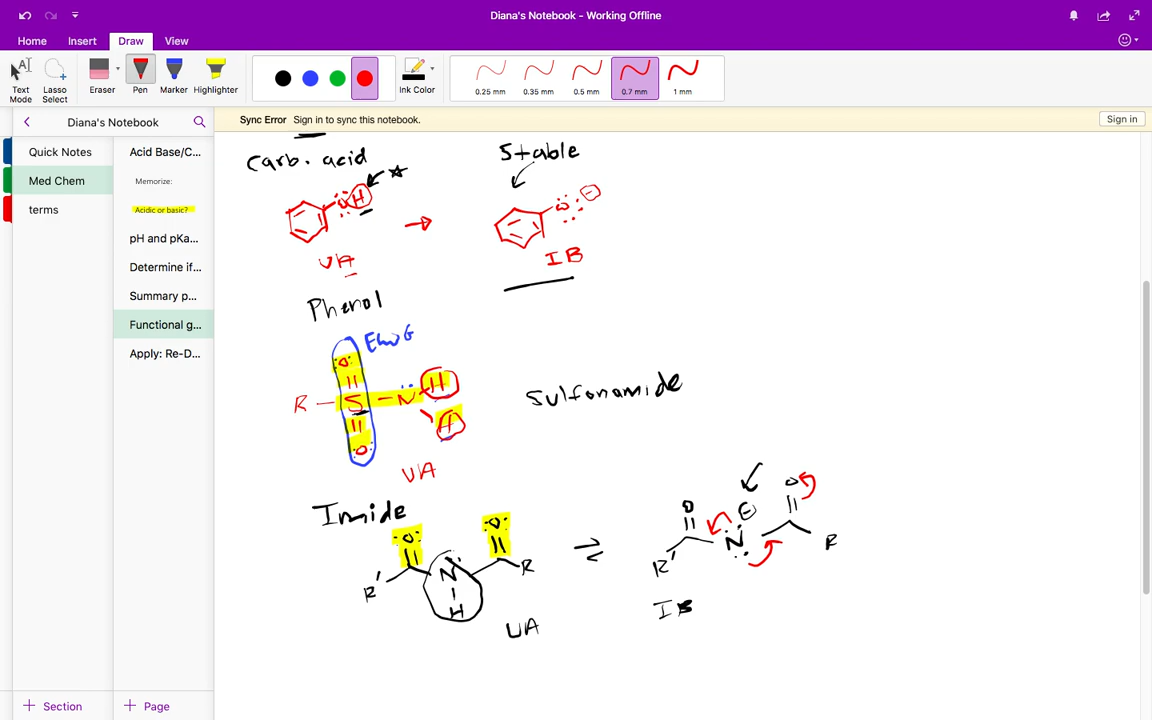 Diana's Notebook - Working Offline
Home Insert Draw View
Text Mode
Lasso Select
Eraser
Pen
Marker
Highlighter
Ink Color
0.25 mm
0.35 mm
0.5 mm
0.7 mm
1 mm
Diana's Notebook
Sync Error Sign in to sync this notebook.
Sign in
Quick Notes
Med Chem
terms
Acid Base/C...
Memorize:
Acidic or basic?
pH and pKa...
Determine if...
Summary p...
Functional g...
Apply: Re-D...
+ Section
+ Page
Carb. acid
Stable
OH
O
UA
IB
Phenol
EWG
O
R S N H
H
O
UA
Sulfonamide
Imide
O O
R' N R
H
UA
O O
R' N R
IB